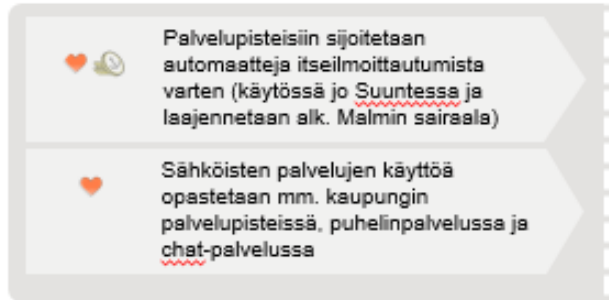 Palvelupisteisiin sijoitetaan
automaatteja itseilmoittautumista
varten (käytössä jo Suuntessa ja
laajennetaan alk. Malmin sairaala)
Sähköisten palvelujen käyttöä
opastetaan mm. kaupungin
palvelupisteissä, puhelinpalvelussa ja
chat-palvelussa